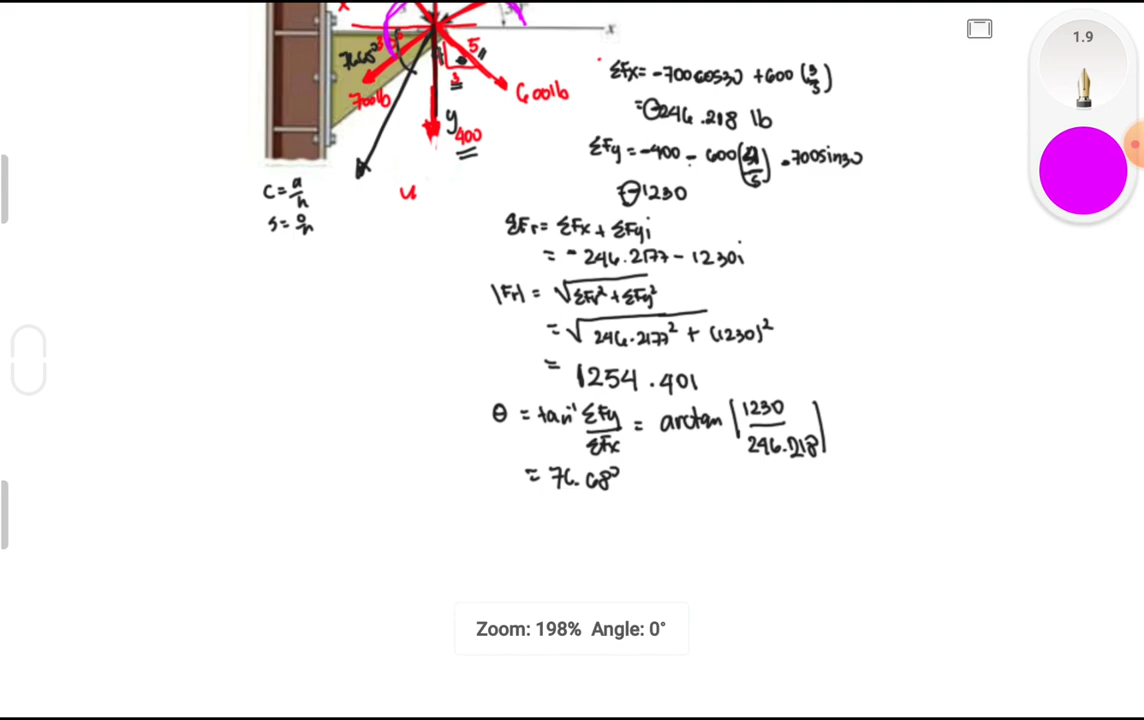 1.9
x
x
5
3
700lb
600lb
y
400
ΣFx = -700cos30 + 600(3/5)
= -246.218 lb
ΣFy = -400 - 600(4/5) - 700sin30
-1230
C = a/h
S = o/h
u
ΣFr = ΣFx + ΣFyi
= -246.2177 - 1230i
|Fr| = √ΣFx² + ΣFy²
= √246.2177² + (1230)²
= 1254.401
θ = tan⁻¹ ΣFy/ΣFx = arctan |1230/246.218|
= 76.68°
Zoom: 198% Angle: 0°